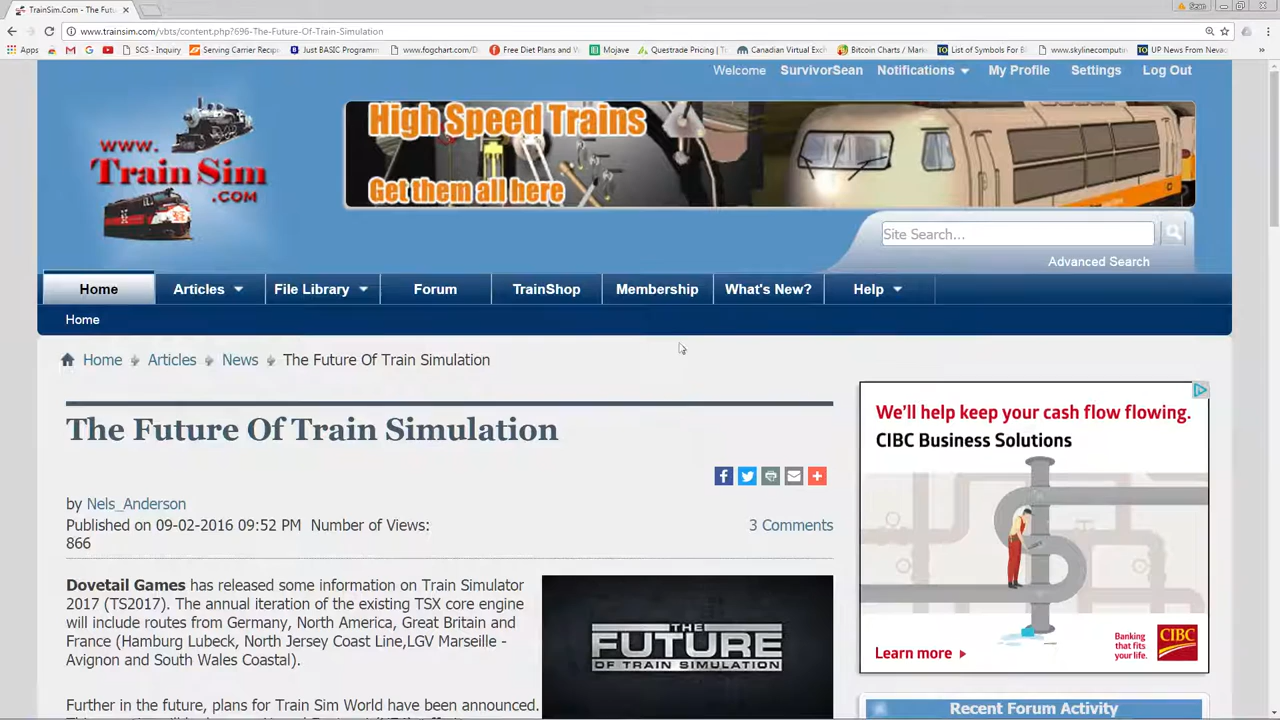 TrainSim.Com - The Futu
Sean
www.trainsim.com/vbts/content.php?696-The-Future-Of-Train-Simulation
Apps
SCS - Inquiry
Serving Carrier Recipe
Just BASIC Programm
www.fogchart.com/D
Free Diet Plans and W
Mojave
Questrade Pricing | T
Canadian Virtual Exch
Bitcoin Charts / Mark
List of Symbols For B
www.skylinecomputin
UP News From Nevad
Welcome SurvivorSean Notifications My Profile Settings Log Out
www.
TrainSim
.COM
High Speed Trains
Get them all here
Site Search...
Advanced Search
Home Articles File Library Forum TrainShop Membership What's New? Help
Home
Home Articles News The Future Of Train Simulation
The Future Of Train Simulation
by Nels_Anderson
Published on 09-02-2016 09:52 PM Number of Views:
866
3 Comments
Dovetail Games has released some information on Train Simulator
2017 (TS2017). The annual iteration of the existing TSX core engine
will include routes from Germany, North America, Great Britain and
France (Hamburg Lubeck, North Jersey Coast Line,LGV Marseille -
Avignon and South Wales Coastal).
Further in the future, plans for Train Sim World have been announced.
THE
FUTURE
OF TRAIN SIMULATION
We'll help keep your cash flow flowing.
CIBC Business Solutions
Learn more
Banking
that fits
your life.
CIBC
Recent Forum Activity